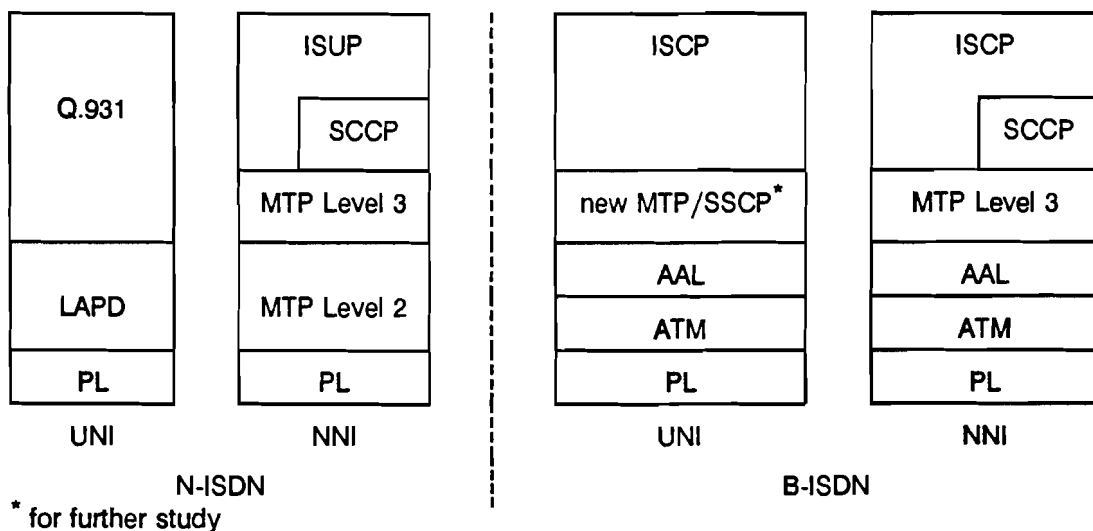 ISUP
ISCP
ISCP
Q.931
SCCP
SCCP
MTP Level 3
new MTP/SSCP*
MTP Level 3
LAPD
MTP Level 2
AAL
AAL
ATM
ATM
PL
PL
PL
PL
UNI
NNI
UNI
NNI
N-ISDN
B-ISDN
* for further study